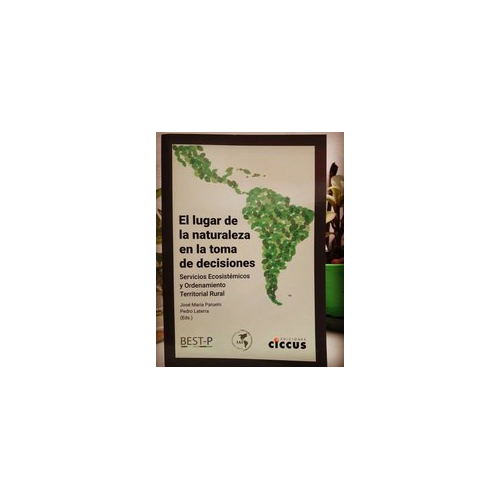 El lugar de
la naturaleza
en la toma
de decisiones
Servicios Ecosistémicos
y Ordenamiento
Territorial Rural
José María Paruelo
Pedro Laterra
(Eds.)
BEST-P
IAI
EDICIONES
CICCUS